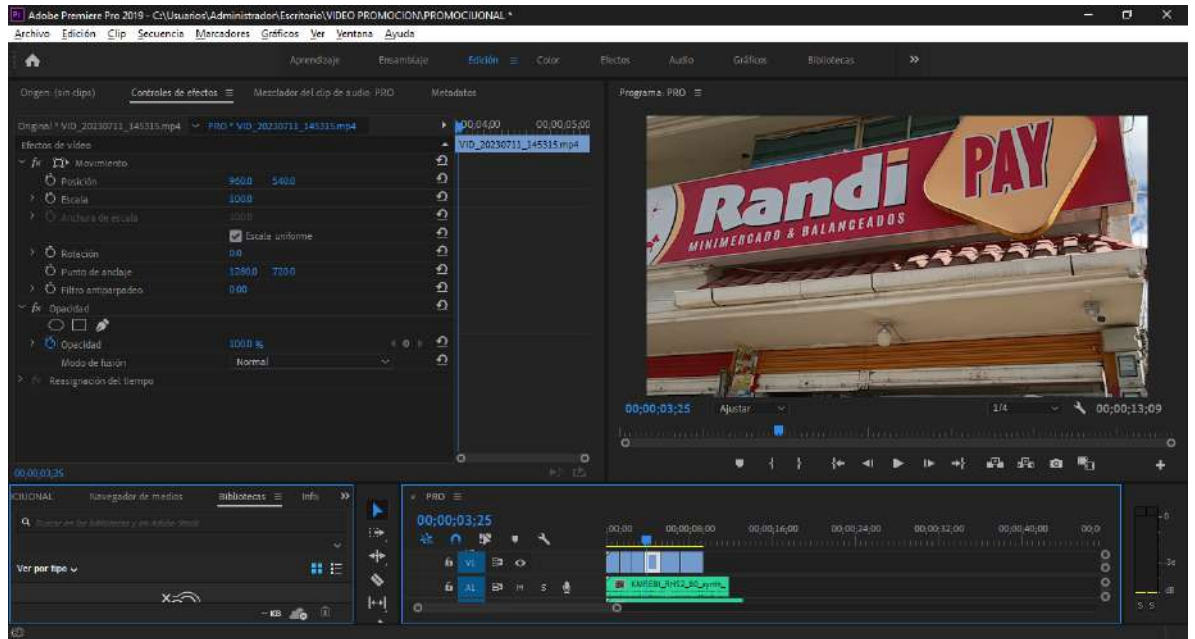 Adobe Premiere Pro 2019 - C:\Usuarios\Administrador\Escritorio\VIDEO PROMOCION\PROMOCIUONAL *
Archivo Edición Clip Secuencia Marcadores Gráficos Ver Ventana Ayuda
Aprendizaje Ensamblaje Edición Color Efectos Audio Gráficos Bibliotecas
Origen: (sin clips) Controles de efectos Mezclador del clip de audio: PRO Metadatos Programa: PRO
Original * VID_20230711_145315.mp4 PRO * VID_20230711_145315.mp4 00;04;00 00;00;05;00
Efectos de vídeo VID_20230711_145315.mp4
fx Movimiento
Posición 960.0 540.0
Escala 100.0
Anchura de escala 100.0
Escala uniforme
Rotación 0.0
Punto de anclaje 1280.0 720.0
Filtro antiparpadeo 0.00
fx Opacidad
Opacidad 100.0 %
Modo de fusión Normal
Reasignación del tiempo
Randi PAY
MINIMERCADO & BALANCEADOS
00;00;03;25 Ajustar 1/4 00;00;13;09
00;00;03;25
CIUONAL Navegador de medios Bibliotecas Info
Ver por tipo
-- KB
PRO
00;00;03;25
;00;00 00;00;08;00 00;00;16;00 00;00;24;00 00;00;32;00 00;00;40;00 00;0
V1
A1 M S
dB
S S